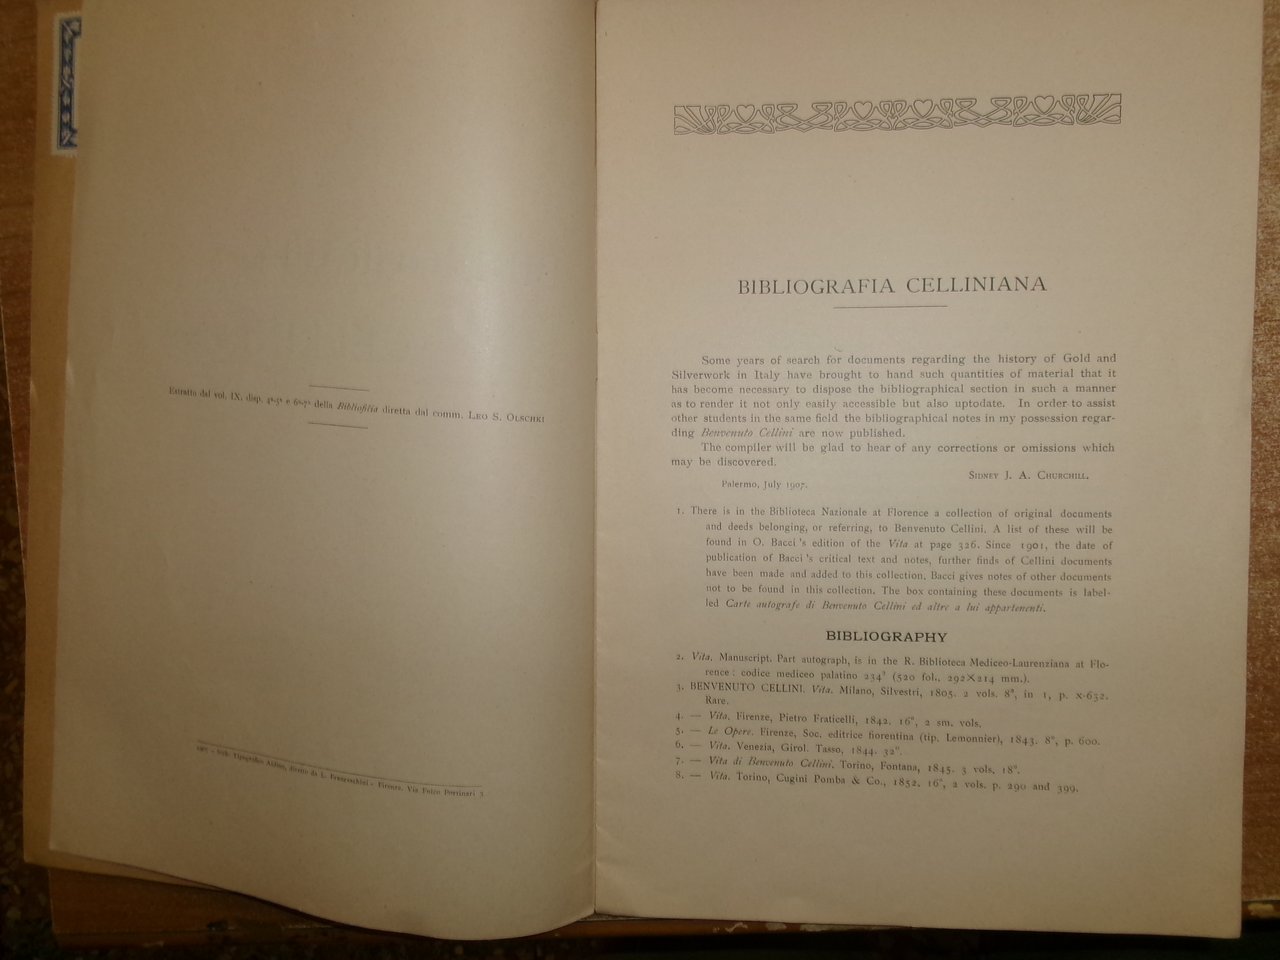 Estratto dal vol. IX, disp. 4ª-5ª e 6ª-7ª della Bibliofilia diretta dal comm. LEO S. OLSCHKI
1907 - Stab. Tipografico Aldino, diretto da L. Franceschini - Firenze, Via Folco Portinari 3.
BIBLIOGRAFIA CELLINIANA
Some years of search for documents regarding the history of Gold and
Silverwork in Italy have brought to hand such quantities of material that it
has become necessary to dispose the bibliographical section in such a manner
as to render it not only easily accessible but also uptodate. In order to assist
other students in the same field the bibliographical notes in my possession regar-
ding Benvenuto Cellini are now published.
The compiler will be glad to hear of any corrections or omissions which
may be discovered.
SIDNEY J. A. CHURCHILL.
Palermo, July 1907.
1. There is in the Biblioteca Nazionale at Florence a collection of original documents
and deeds belonging, or referring, to Benvenuto Cellini. A list of these will be
found in O. Bacci's edition of the Vita at page 326. Since 1901, the date of
publication of Bacci's critical text and notes, further finds of Cellini documents
have been made and added to this collection. Bacci gives notes of other documents
not to be found in this collection. The box containing these documents is label-
led Carte autografe di Benvenuto Cellini ed altre a lui appartenenti.
BIBLIOGRAPHY
2. Vita. Manuscript. Part autograph, is in the R. Biblioteca Mediceo-Laurenziana at Flo-
rence: codice mediceo palatino 234² (520 fol., 292×214 mm.).
3. BENVENUTO CELLINI. Vita. Milano, Silvestri, 1805. 2 vols. 8°, in 1, p. x-632.
Rare.
4. — Vita. Firenze, Pietro Fraticelli, 1842. 16°, 2 sm. vols.
5. — Le Opere. Firenze, Soc. editrice fiorentina (tip. Lemonnier), 1843. 8°, p. 600.
6. — Vita. Venezia, Girol. Tasso, 1844. 32°.
7. — Vita di Benvenuto Cellini. Torino, Fontana, 1845. 3 vols. 18°.
8. — Vita. Torino, Cugini Pomba & Co., 1852. 16°, 2 vols. p. 290 and 399.